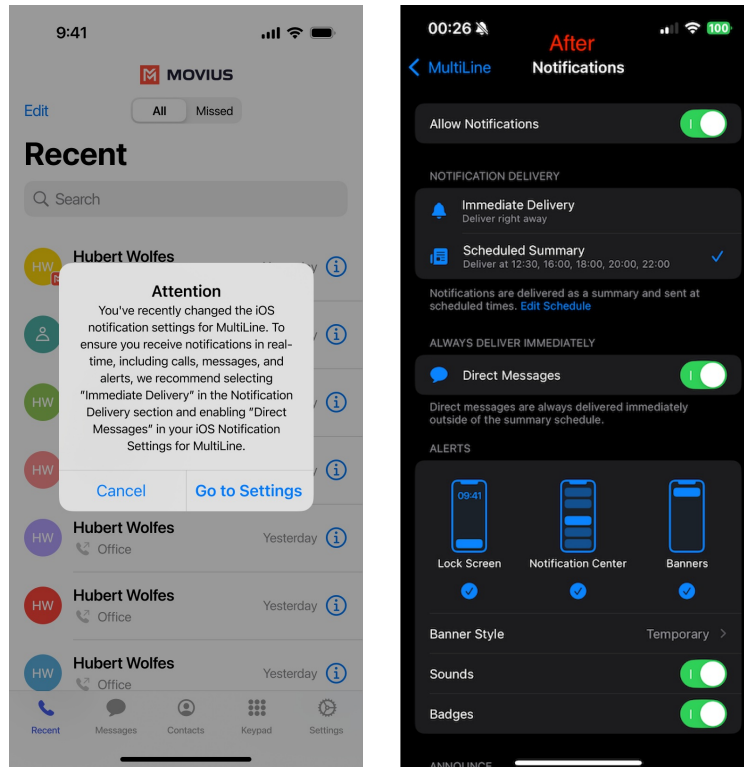 9:41
MOVIUS
Edit
All Missed
Recent
Search
HW
Hubert Wolfes
Yesterday
Attention
You've recently changed the iOS
notification settings for MultiLine. To
ensure you receive notifications in real-
time, including calls, messages, and
alerts, we recommend selecting
"Immediate Delivery" in the Notification
Delivery section and enabling "Direct
Messages" in your iOS Notification
Settings for MultiLine.
Cancel Go to Settings
HW
HW
HW
Hubert Wolfes
Office
Yesterday
HW
Hubert Wolfes
Office
Yesterday
HW
Hubert Wolfes
Office
Yesterday
Recent Messages Contacts Keypad Settings
00:26
100
After
MultiLine Notifications
Allow Notifications
NOTIFICATION DELIVERY
Immediate Delivery
Deliver right away
Scheduled Summary
Deliver at 12:30, 16:00, 18:00, 20:00, 22:00
Notifications are delivered as a summary and sent at
scheduled times. Edit Schedule
ALWAYS DELIVER IMMEDIATELY
Direct Messages
Direct messages are always delivered immediately
outside of the summary schedule.
ALERTS
09:41
Lock Screen Notification Center Banners
Banner Style Temporary
Sounds
Badges
ANNOUNCE